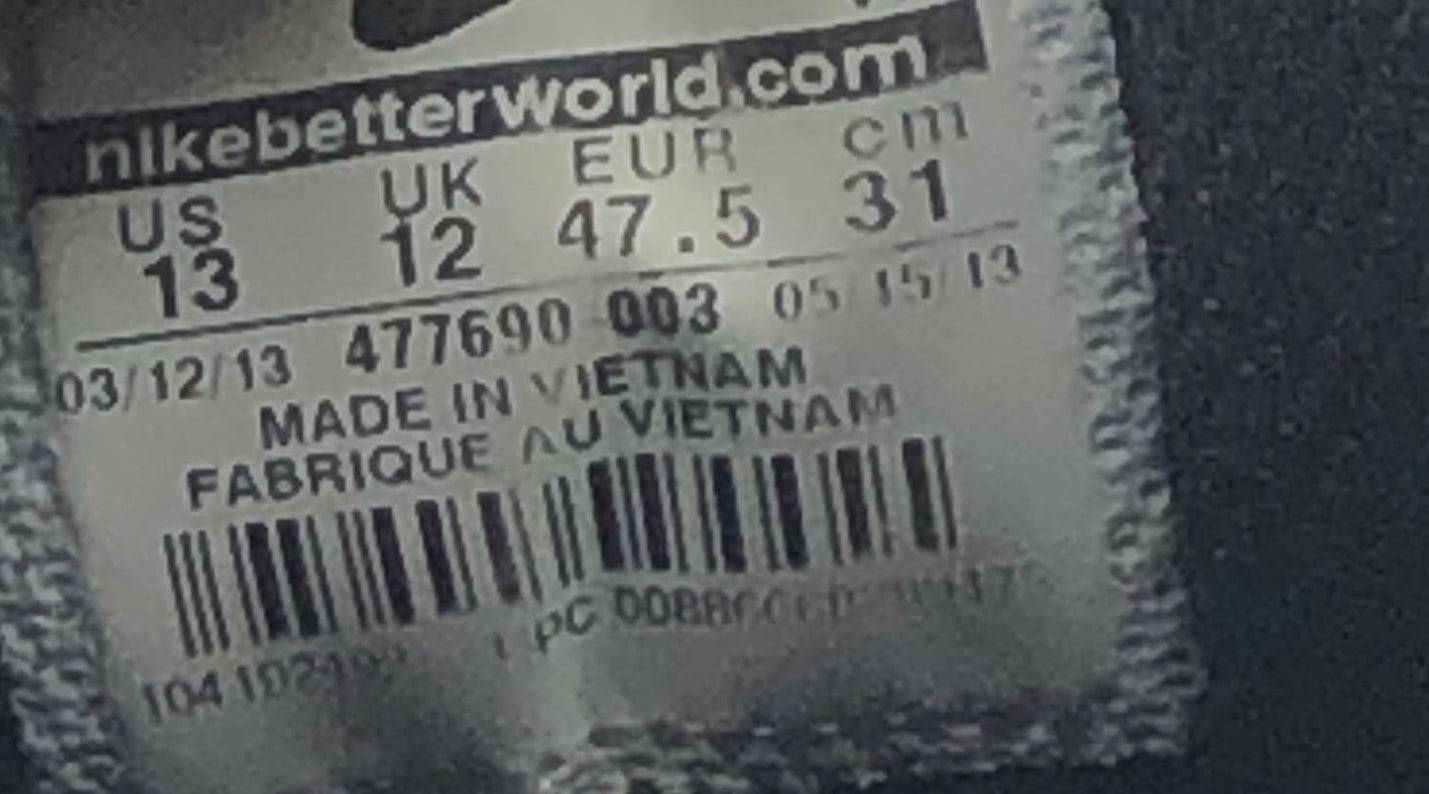 nikebetterworld.com
US UK EUR cm
13 12 47.5 31
03/12/13 477690 003 05/15/13
MADE IN VIETNAM
FABRIQUE AU VIETNAM
UPC